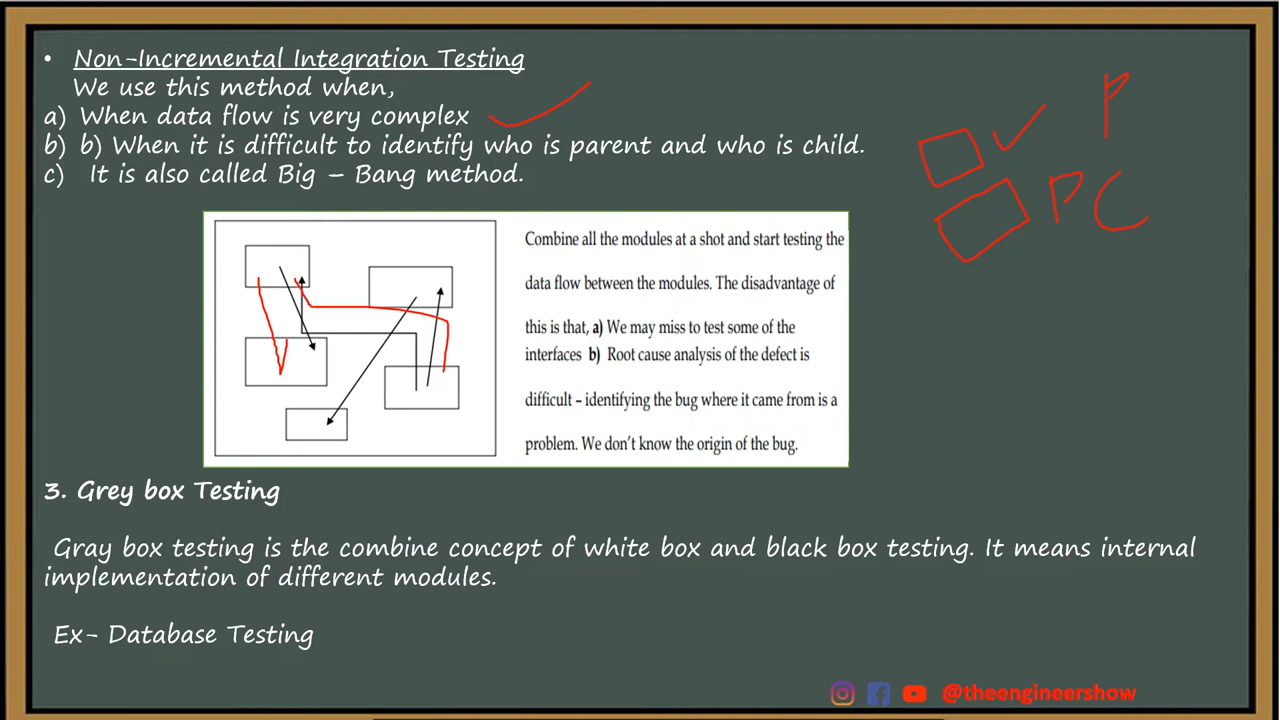 • Non-Incremental Integration Testing
We use this method when,
a) When data flow is very complex
b) b) When it is difficult to identify who is parent and who is child.
c) It is also called Big – Bang method.
P
P C
Combine all the modules at a shot and start testing the
data flow between the modules. The disadvantage of
this is that, a) We may miss to test some of the
interfaces b) Root cause analysis of the defect is
difficult – identifying the bug where it came from is a
problem. We don't know the origin of the bug.
3. Grey box Testing
Gray box testing is the combine concept of white box and black box testing. It means internal
implementation of different modules.
Ex- Database Testing
@theengineershow